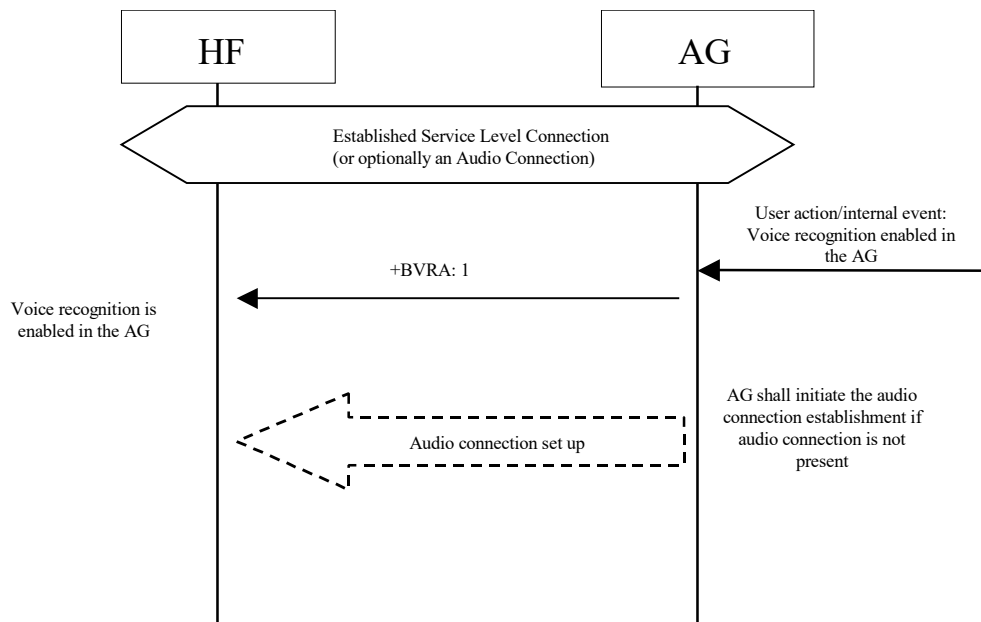 HF
AG
Established Service Level Connection
(or optionally an Audio Connection)
User action/internal event:
Voice recognition enabled in
the AG
+BVRA: 1
Voice recognition is
enabled in the AG
AG shall initiate the audio
connection establishment if
audio connection is not
present
Audio connection set up